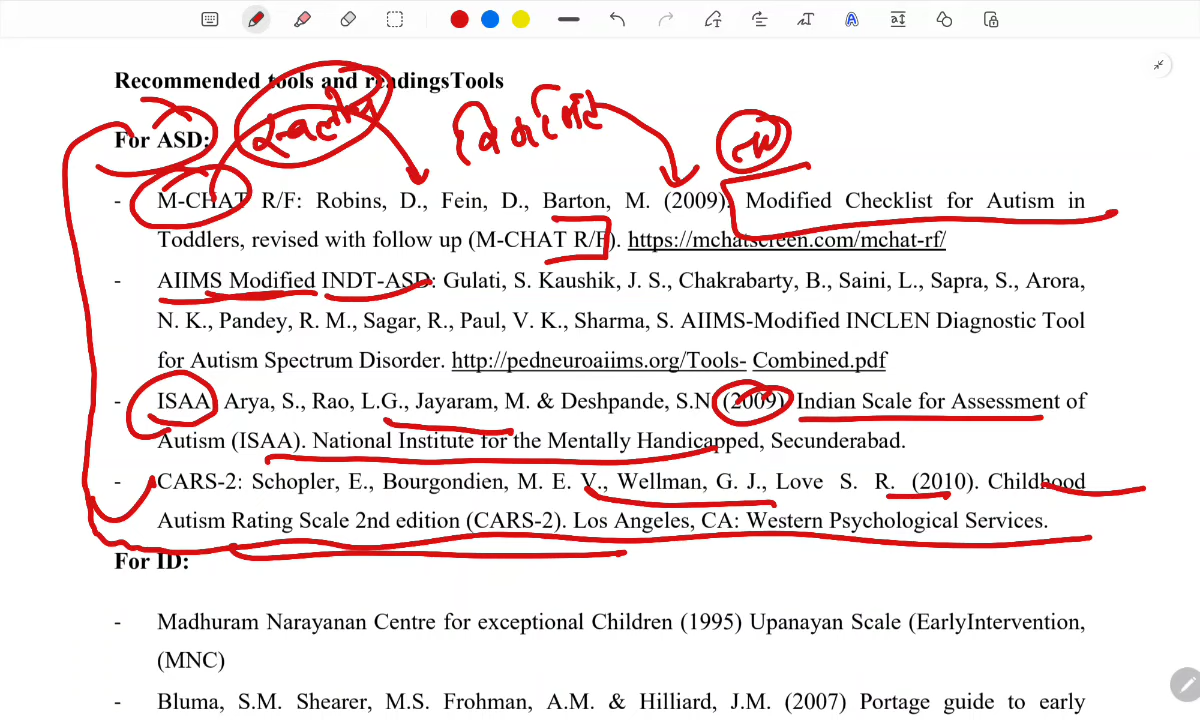 Recommended tools and readingsTools
For ASD:
- M-CHAT R/F: Robins, D., Fein, D., Barton, M. (2009). Modified Checklist for Autism in
Toddlers, revised with follow up (M-CHAT R/F). https://mchatscreen.com/mchat-rf/
- AIIMS Modified INDT-ASD: Gulati, S. Kaushik, J. S., Chakrabarty, B., Saini, L., Sapra, S., Arora,
N. K., Pandey, R. M., Sagar, R., Paul, V. K., Sharma, S. AIIMS-Modified INCLEN Diagnostic Tool
for Autism Spectrum Disorder. http://pedneuroaiims.org/Tools- Combined.pdf
- ISAA Arya, S., Rao, L.G., Jayaram, M. & Deshpande, S.N. (2009) Indian Scale for Assessment of
Autism (ISAA). National Institute for the Mentally Handicapped, Secunderabad.
- CARS-2: Schopler, E., Bourgondien, M. E. V., Wellman, G. J., Love S. R. (2010). Childhood
Autism Rating Scale 2nd edition (CARS-2). Los Angeles, CA: Western Psychological Services.
For ID:
- Madhuram Narayanan Centre for exceptional Children (1995) Upanayan Scale (EarlyIntervention,
(MNC)
- Bluma, S.M. Shearer, M.S. Frohman, A.M. & Hilliard, J.M. (2007) Portage guide to early